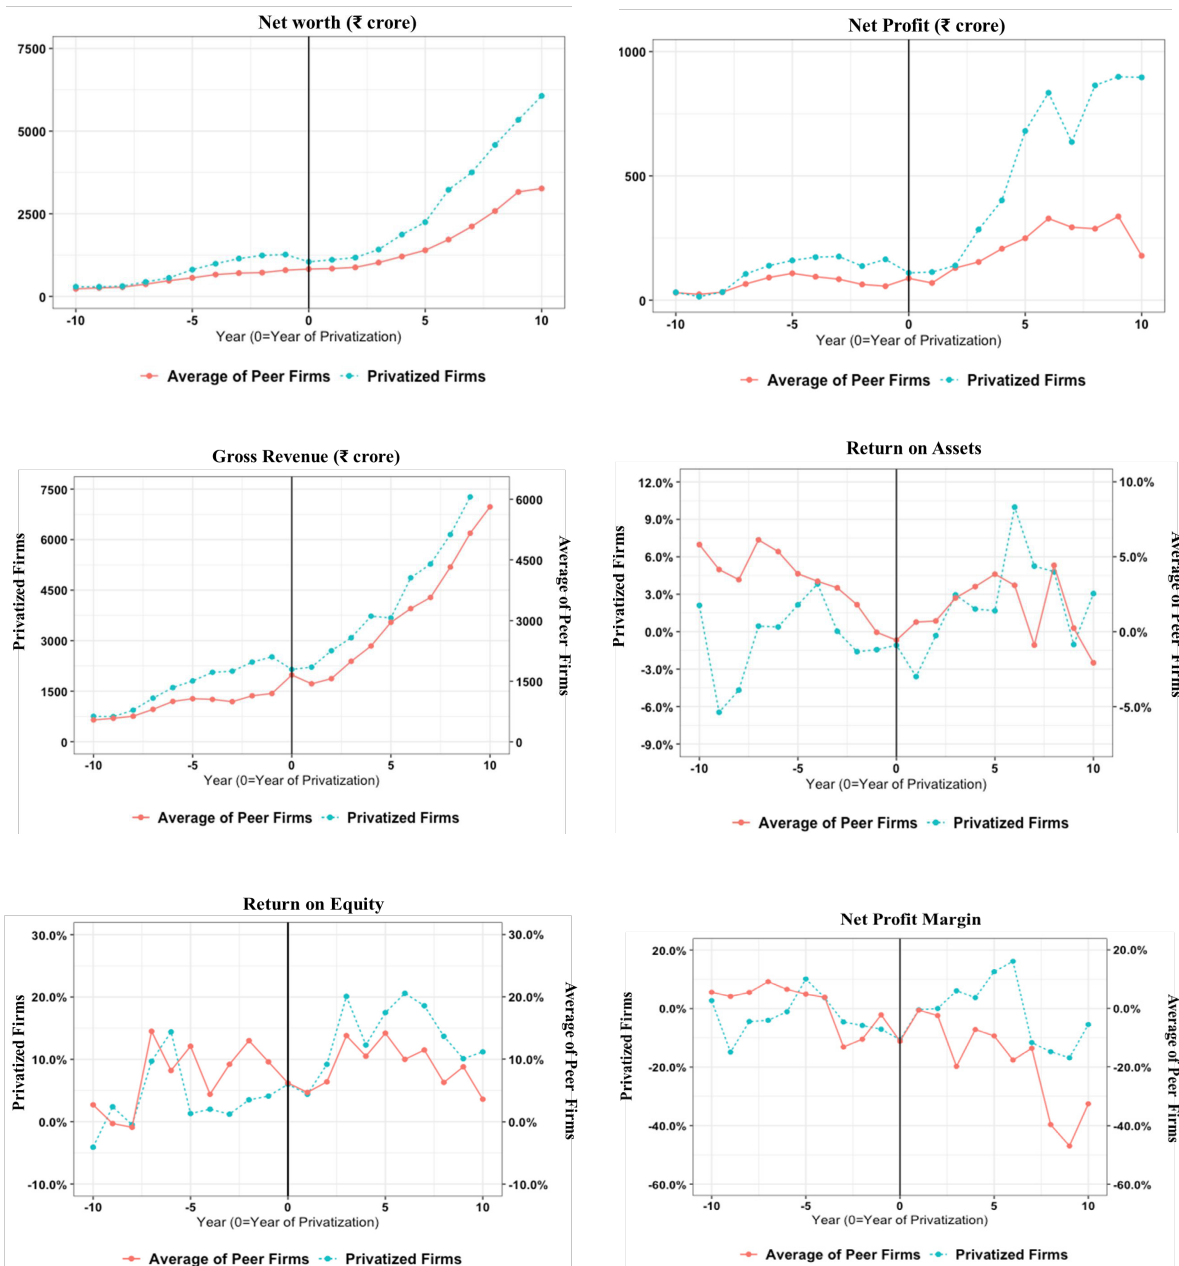 Net worth (₹ crore)
7500
5000
2500
0
-10
-5
0
5
10
Year (0=Year of Privatization)
Average of Peer Firms
Privatized Firms
Net Profit (₹ crore)
1000
500
0
-10
-5
0
5
10
Year (0=Year of Privatization)
Average of Peer Firms
Privatized Firms
Gross Revenue (₹ crore)
Privatized Firms
7500
6000
4500
3000
1500
0
6000
4500
3000
1500
0
Average of Peer Firms
-10
-5
0
5
10
Year (0=Year of Privatization)
Average of Peer Firms
Privatized Firms
Return on Assets
Privatized Firms
12.0%
9.0%
6.0%
3.0%
0.0%
-3.0%
-6.0%
-9.0%
10.0%
5.0%
0.0%
-5.0%
Average of Peer Firms
-10
-5
0
5
10
Year (0=Year of Privatization)
Average of Peer Firms
Privatized Firms
Return on Equity
Privatized Firms
30.0%
20.0%
10.0%
0.0%
-10.0%
30.0%
20.0%
10.0%
0.0%
-10.0%
Average of Peer Firms
-10
-5
0
5
10
Year (0=Year of Privatization)
Average of Peer Firms
Privatized Firms
Net Profit Margin
Privatized Firms
20.0%
0.0%
-20.0%
-40.0%
-60.0%
20.0%
0.0%
-20.0%
-40.0%
-60.0%
Average of Peer Firms
-10
-5
0
5
10
Year (0=Year of Privatization)
Average of Peer Firms
Privatized Firms